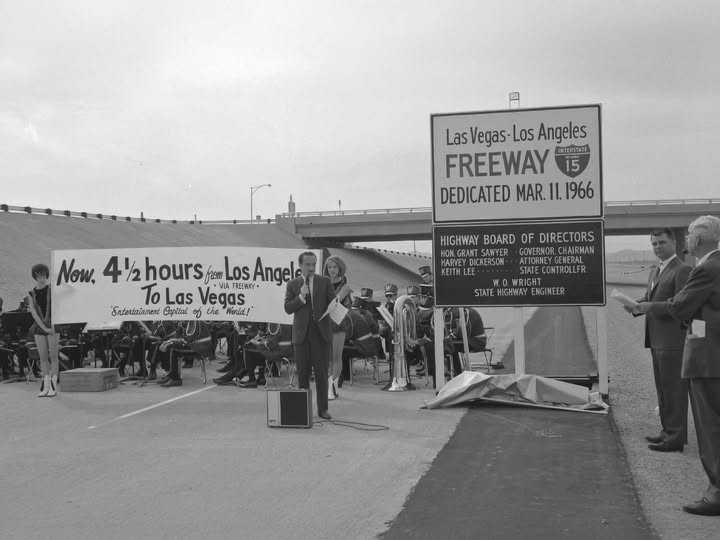 Now, 4 ½ hours from Los Angeles
VIA FREEWAY
To Las Vegas
"Entertainment Capital of the World!"
Las Vegas - Los Angeles
FREEWAY
INTERSTATE
15
DEDICATED MAR. 11. 1966
HIGHWAY BOARD OF DIRECTORS
HON. GRANT SAWYER · GOVERNOR, CHAIRMAN
HARVEY DICKERSON · · · ATTORNEY GENERAL
KEITH LEE · · · · · · · · STATE CONTROLLER
W. O. WRIGHT
STATE HIGHWAY ENGINEER